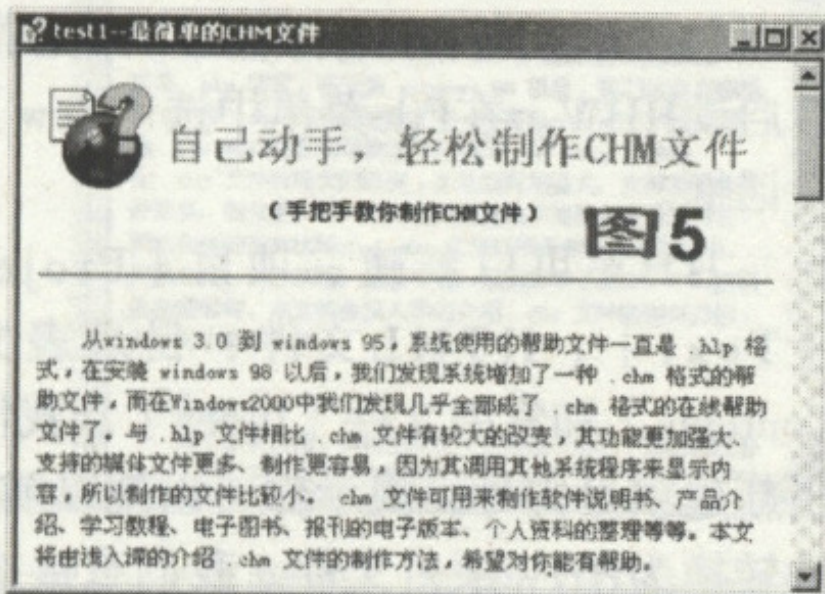 test1--最简单的CHM文件
自己动手，轻松制作CHM文件
（手把手教你制作CHM文件）
图5
从windows 3.0 到 windows 95，系统使用的帮助文件一直是 .hlp 格
式，在安装 windows 98 以后，我们发现系统增加了一种 .chm 格式的帮
助文件，而在Windows2000中我们发现几乎全部成了 .chm 格式的在线帮助
文件了。与 .hlp 文件相比 .chm 文件有较大的改变，其功能更加强大、
支持的媒体文件更多、制作更容易，因为其调用其他系统程序来显示内
容，所以制作的文件比较小。 chm 文件可用来制作软件说明书、产品介
绍、学习教程、电子图书、报刊的电子版本、个人资料的整理等等。本文
将由浅入深的介绍 .chm 文件的制作方法，希望对你能有帮助。